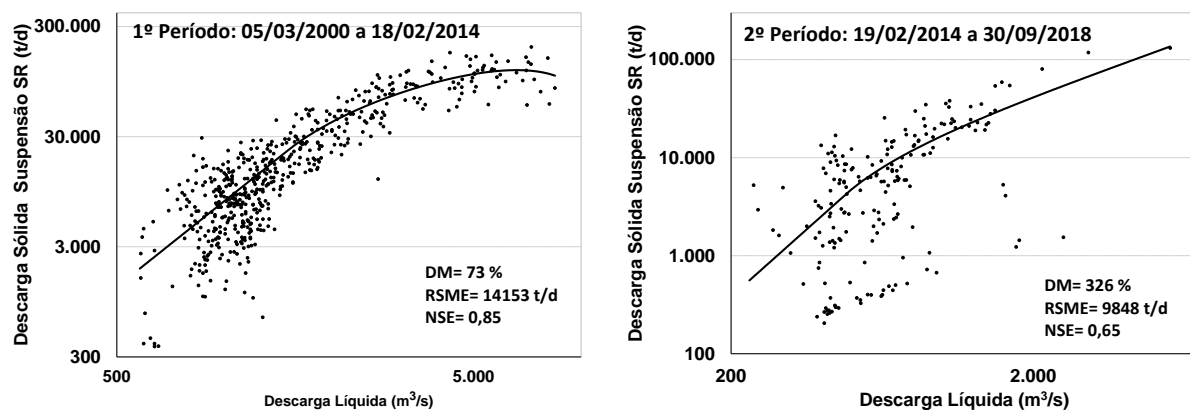 Descarga Sólida Suspensão SR (t/d)
300.000
30.000
3.000
300
1º Período: 05/03/2000 a 18/02/2014
DM= 73 %
RSME= 14153 t/d
NSE= 0,85
500
5.000
Descarga Líquida (m³/s)
Descarga Sólida Suspensão SR (t/d)
100.000
10.000
1.000
100
2º Período: 19/02/2014 a 30/09/2018
DM= 326 %
RSME= 9848 t/d
NSE= 0,65
200
2.000
Descarga Líquida (m³/s)